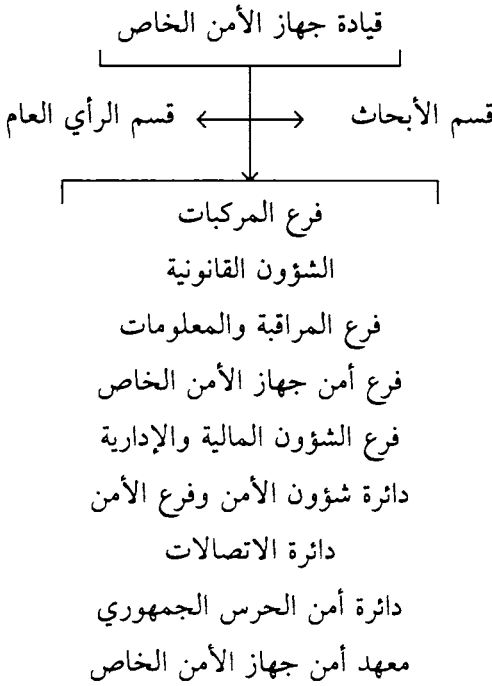 قيادة جهاز الأمن الخاص
قسم الأبحاث
قسم الرأي العام
فرع المركبات
الشؤون القانونية
فرع المراقبة والمعلومات
فرع أمن جهاز الأمن الخاص
فرع الشؤون المالية والإدارية
دائرة شؤون الأمن وفرع الأمن
دائرة الاتصالات
دائرة أمن الحرس الجمهوري
معهد أمن جهاز الأمن الخاص